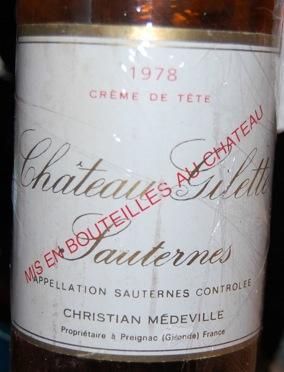 1978
CRÈME DE TÊTE
Château Gilette
MIS EN BOUTEILLES AU CHATEAU
Sauternes
APPELLATION SAUTERNES CONTROLÉE
CHRISTIAN MÉDEVILLE
Propriétaire à Preignac (Gironde) France